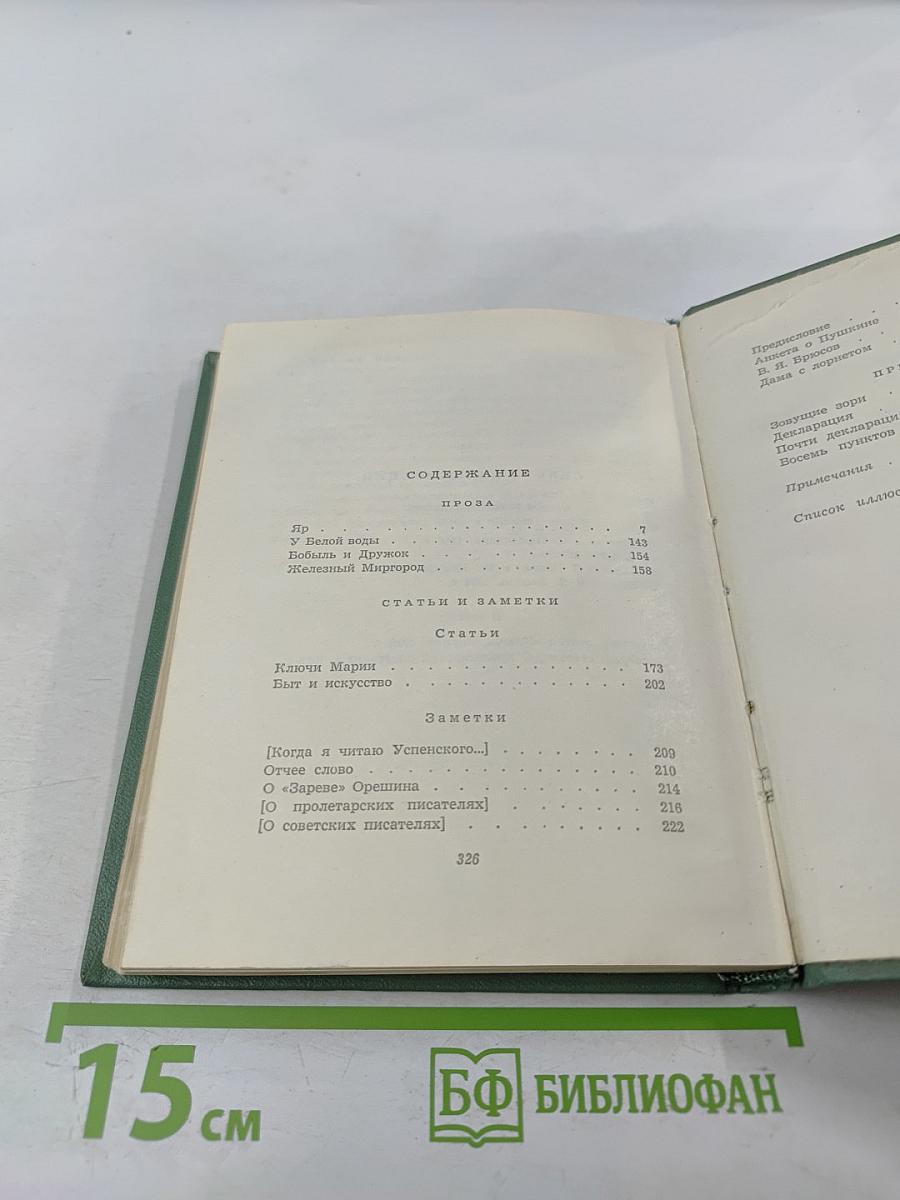 СОДЕРЖАНИЕ
ПРОЗА
Яр . . . . . . . . . . . . . . . . . 7
У Белой воды . . . . . . . . . . . . . 143
Бобыль и Дружок . . . . . . . . . . . 154
Железный Миргород . . . . . . . . . . 158
СТАТЬИ И ЗАМЕТКИ
Статьи
Ключи Марии . . . . . . . . . . . . . 173
Быт и искусство . . . . . . . . . . . . 202
Заметки
[Когда я читаю Успенского...] . . . . . . . . 209
Отчее слово . . . . . . . . . . . . . . 210
О «Зареве» Орешина . . . . . . . . . . . 214
[О пролетарских писателях] . . . . . . . 216
[О советских писателях] . . . . . . . . . 222
326
Предисловие . .
Анкета о Пушкине
В. Я. Брюсов . .
Дама с лорнетом .
Зовущие зори .
Декларация .
Почти деклараци
Восемь пунктов
Примечания .
Список иллюс
15 см
БФ БИБЛИОФАН